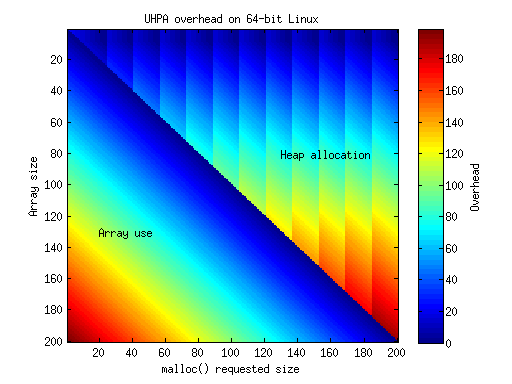 UHPA overhead on 64-bit Linux
20
40
60
80
100
120
140
160
180
200
Array size
Heap allocation
Array use
20 40 60 80 100 120 140 160 180 200
malloc() requested size
180
160
140
120
100
80
60
40
20
0
Overhead